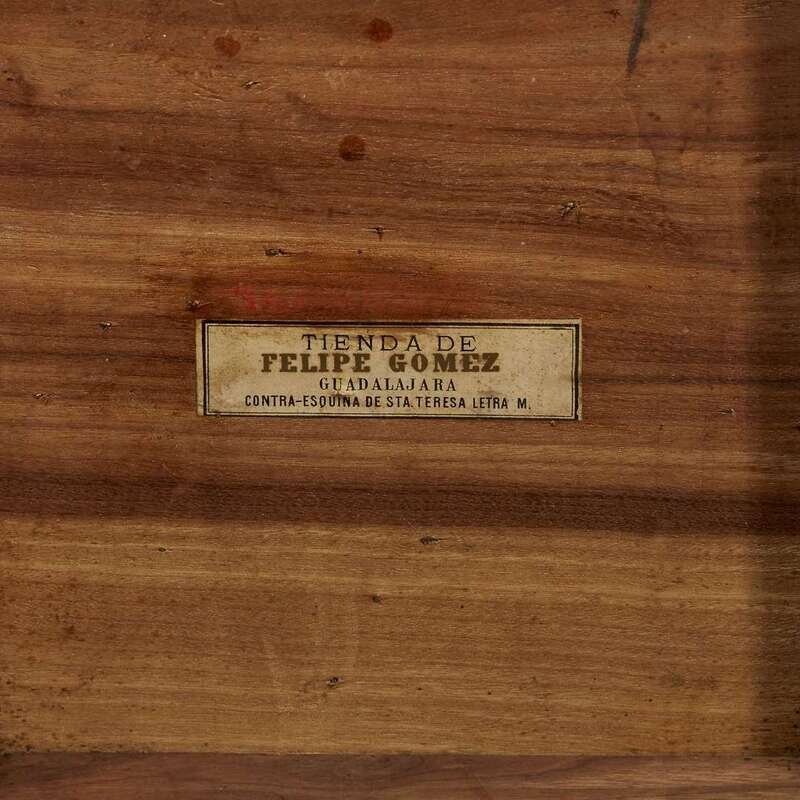 TIENDA DE
FELIPE GOMEZ
GUADALAJARA
CONTRA-ESQUINA DE STA. TERESA LETRA M.